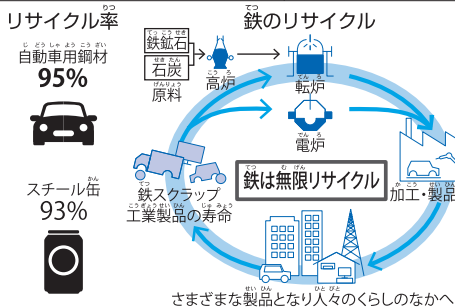 リサイクル率
自動車用鋼材
95%
スチール缶
93%
鉄のリサイクル
鉄鉱石
石炭
原料
高炉
転炉
電炉
鉄は無限リサイクル
鉄スクラップ
工業製品の寿命
加工・製品
さまざまな製品となり人々のくらしのなかへ